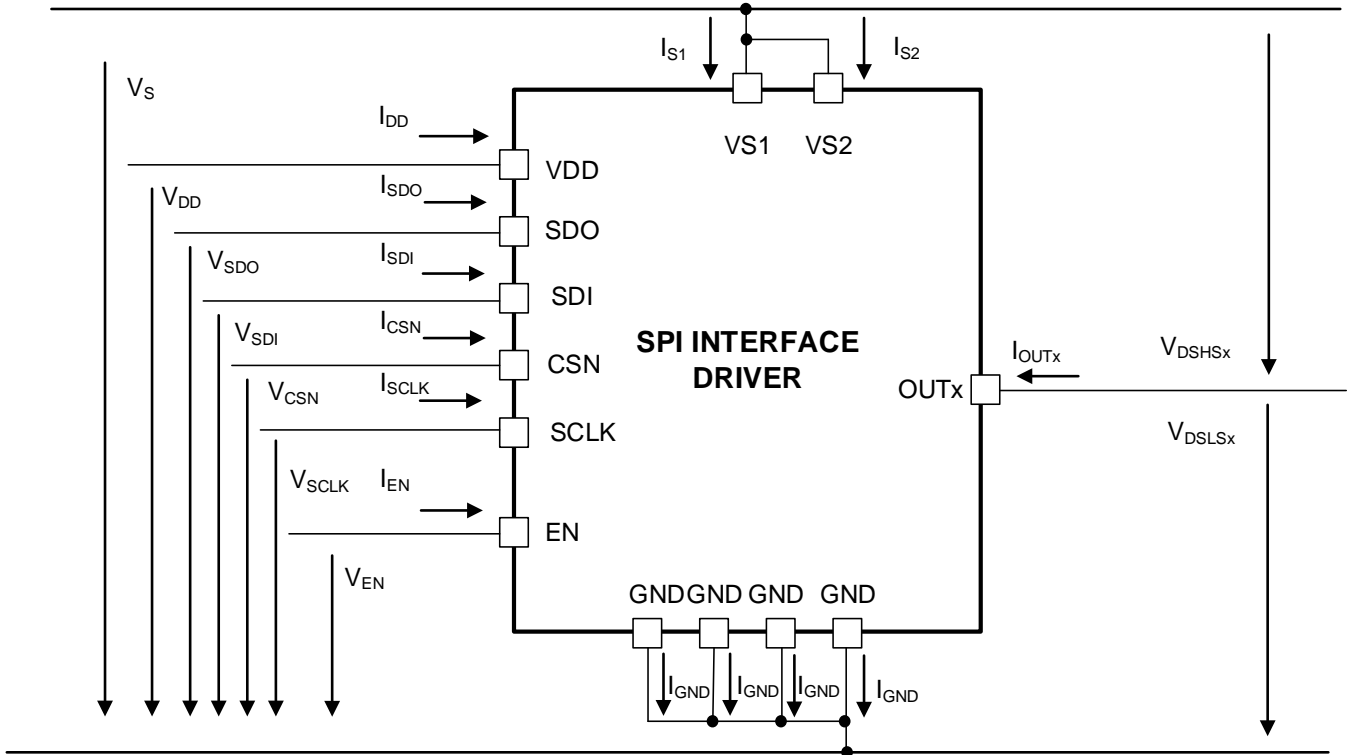 I_S1
I_S2
V_S
I_DD
VS1
VS2
VDD
V_DD
I_SDO
SDO
V_SDO
I_SDI
SDI
V_SDI
I_CSN
CSN
SPI INTERFACE
DRIVER
I_OUTx
V_DSHSx
V_CSN
I_SCLK
OUTx
SCLK
V_DSLSx
V_SCLK
I_EN
EN
V_EN
GND GND GND GND
I_GND I_GND I_GND I_GND